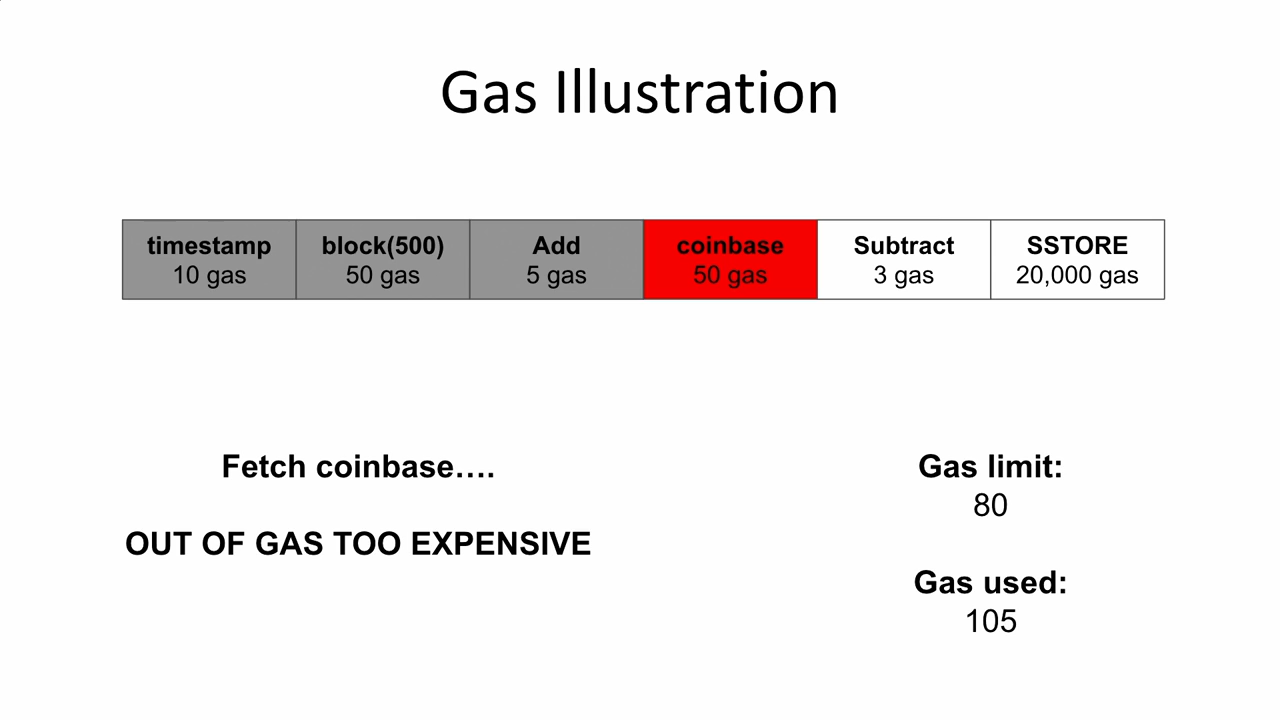 Gas Illustration
timestamp
10 gas
block(500)
50 gas
Add
5 gas
coinbase
50 gas
Subtract
3 gas
SSTORE
20,000 gas
Fetch coinbase….
OUT OF GAS TOO EXPENSIVE
Gas limit:
80
Gas used:
105